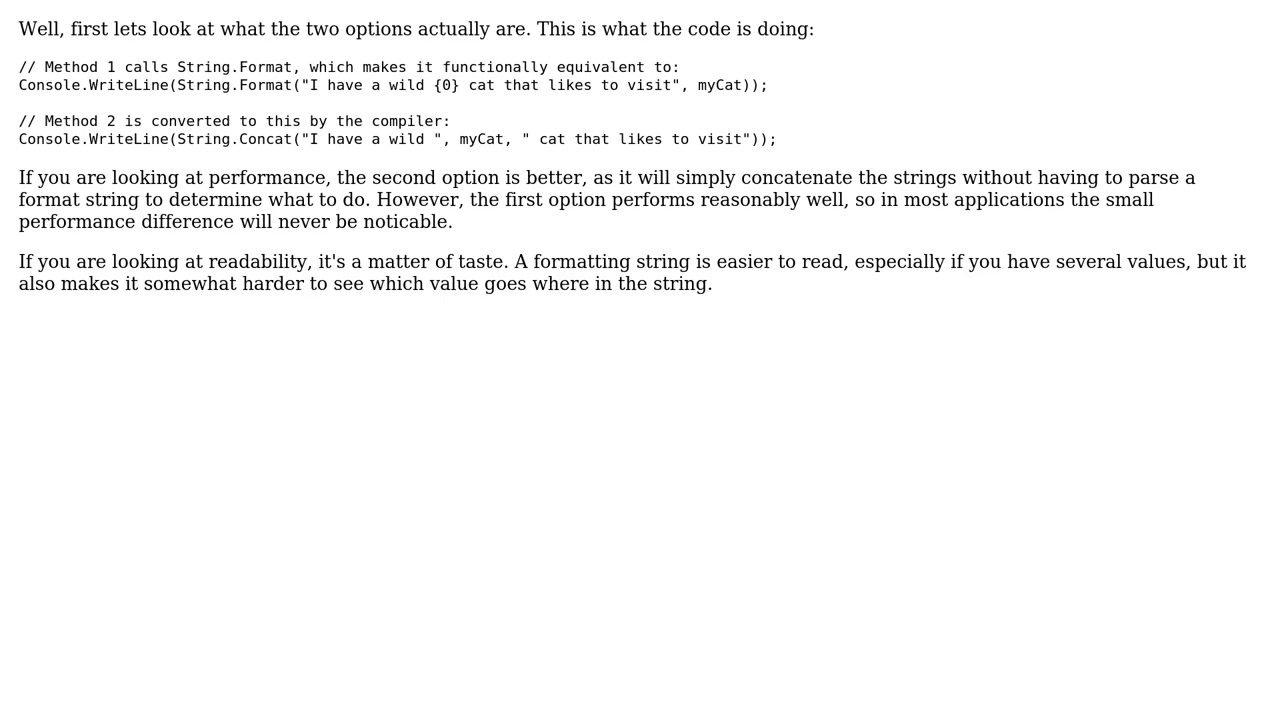 Well, first lets look at what the two options actually are. This is what the code is doing:
// Method 1 calls String.Format, which makes it functionally equivalent to:
Console.WriteLine(String.Format("I have a wild {0} cat that likes to visit", myCat));
// Method 2 is converted to this by the compiler:
Console.WriteLine(String.Concat("I have a wild ", myCat, " cat that likes to visit"));
If you are looking at performance, the second option is better, as it will simply concatenate the strings without having to parse a
format string to determine what to do. However, the first option performs reasonably well, so in most applications the small
performance difference will never be noticable.
If you are looking at readability, it's a matter of taste. A formatting string is easier to read, especially if you have several values, but it
also makes it somewhat harder to see which value goes where in the string.